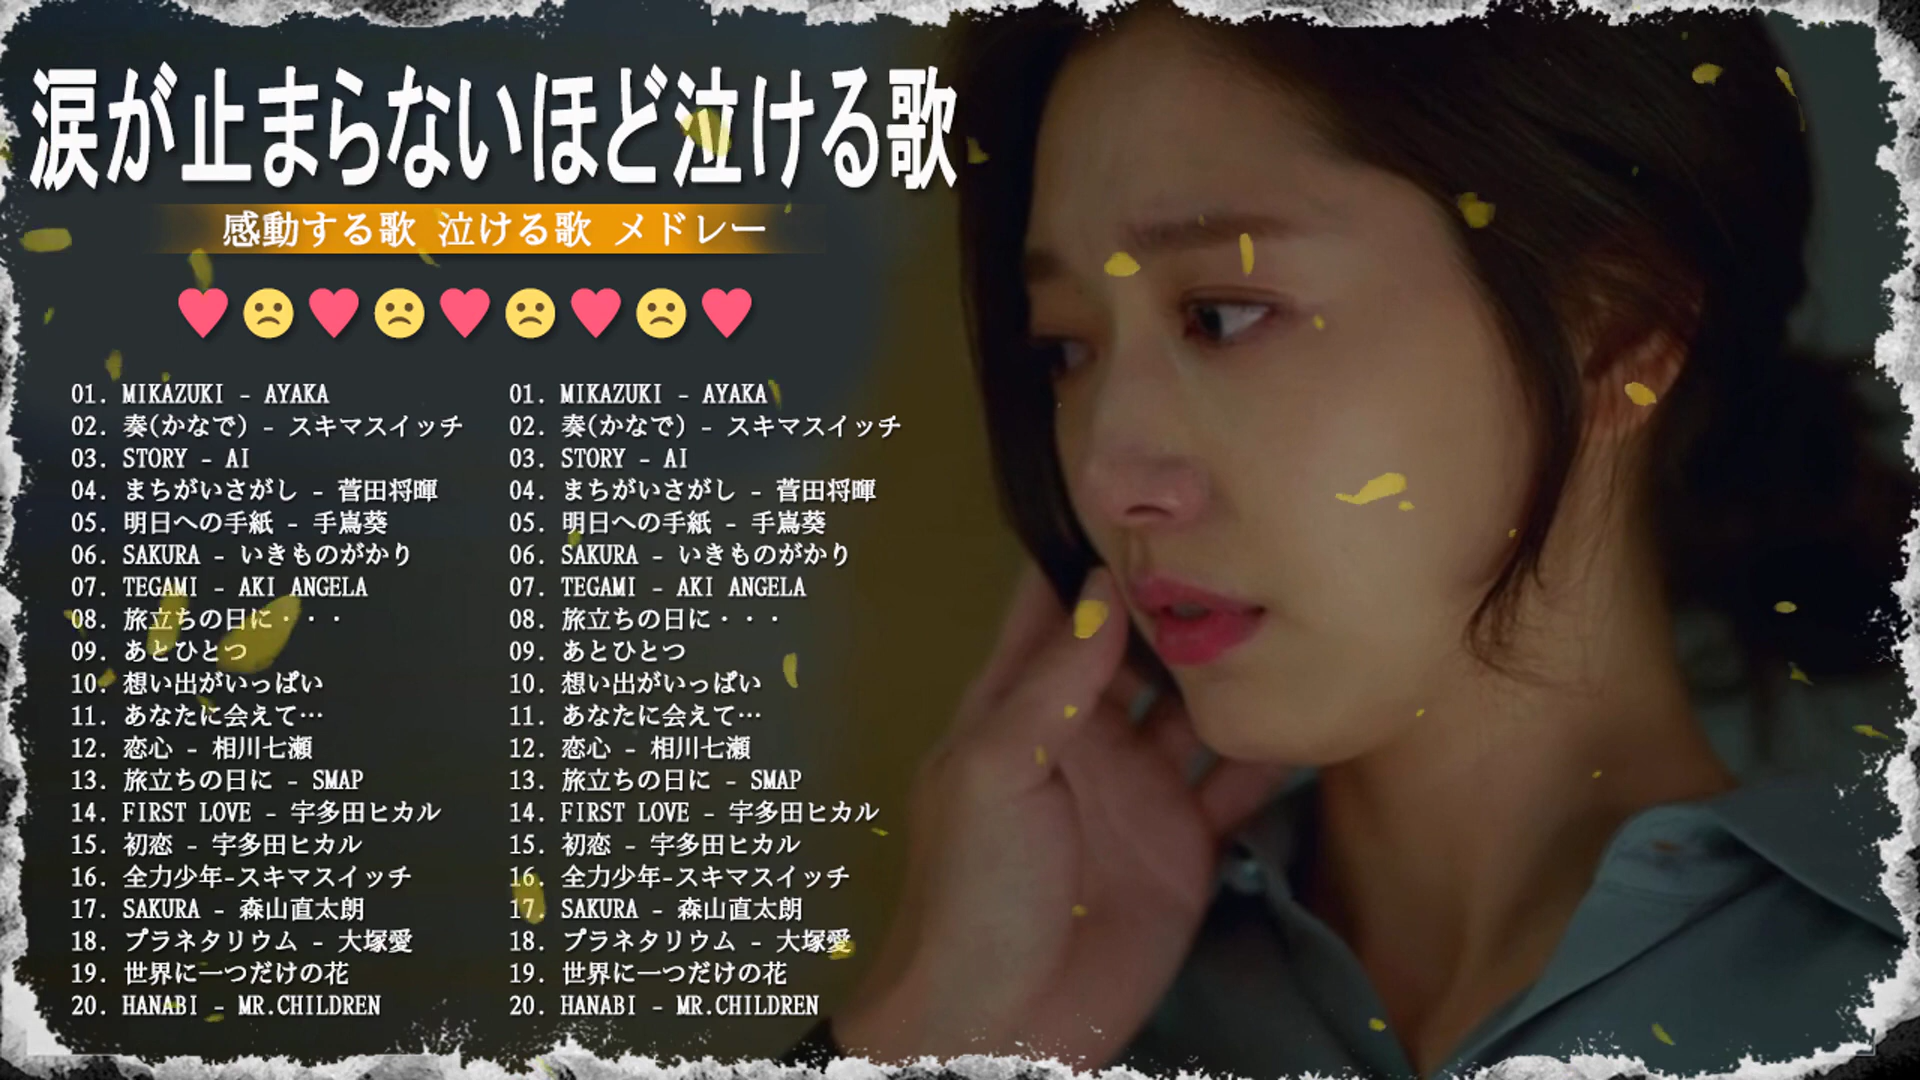 涙が止まらないほど泣ける歌
感動する歌 泣ける歌 メドレー
01. MIKAZUKI - AYAKA
02. 奏(かなで) - スキマスイッチ
03. STORY - AI
04. まちがいさがし - 菅田将暉
05. 明日への手紙 - 手嶌葵
06. SAKURA - いきものがかり
07. TEGAMI - AKI ANGELA
08. 旅立ちの日に・・・
09. あとひとつ
10. 想い出がいっぱい
11. あなたに会えて…
12. 恋心 - 相川七瀬
13. 旅立ちの日に - SMAP
14. FIRST LOVE - 宇多田ヒカル
15. 初恋 - 宇多田ヒカル
16. 全力少年-スキマスイッチ
17. SAKURA - 森山直太朗
18. プラネタリウム - 大塚愛
19. 世界に一つだけの花
20. HANABI - MR.CHILDREN
01. MIKAZUKI - AYAKA
02. 奏(かなで) - スキマスイッチ
03. STORY - AI
04. まちがいさがし - 菅田将暉
05. 明日への手紙 - 手嶌葵
06. SAKURA - いきものがかり
07. TEGAMI - AKI ANGELA
08. 旅立ちの日に・・・
09. あとひとつ
10. 想い出がいっぱい
11. あなたに会えて…
12. 恋心 - 相川七瀬
13. 旅立ちの日に - SMAP
14. FIRST LOVE - 宇多田ヒカル
15. 初恋 - 宇多田ヒカル
16. 全力少年-スキマスイッチ
17. SAKURA - 森山直太朗
18. プラネタリウム - 大塚愛
19. 世界に一つだけの花
20. HANABI - MR.CHILDREN